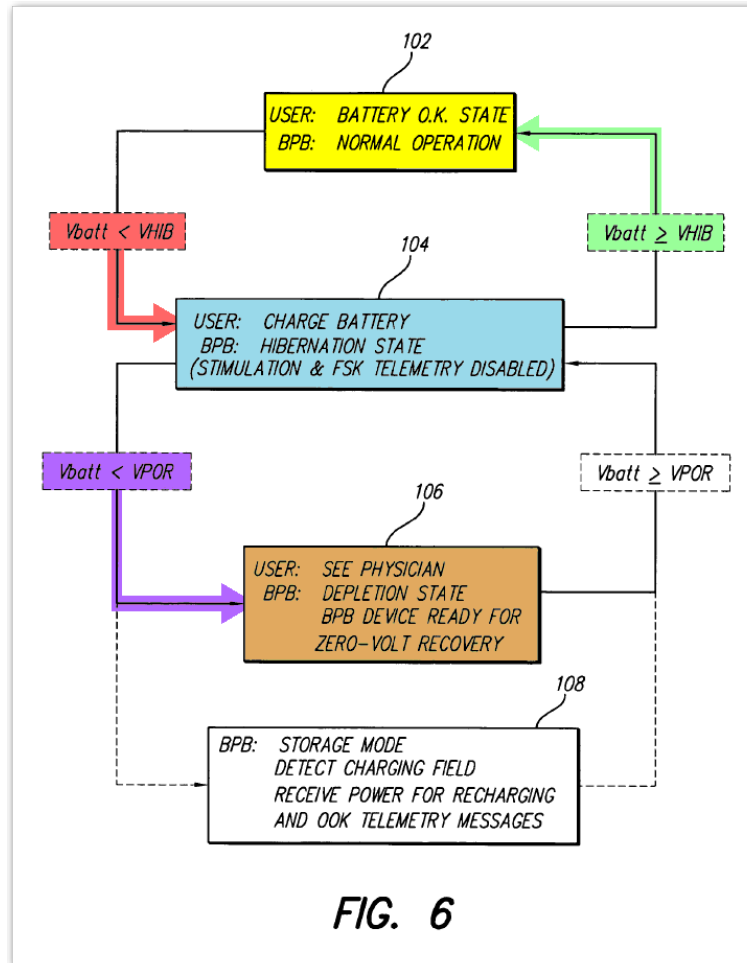 102
USER: BATTERY O.K. STATE
BPB: NORMAL OPERATION
Vbatt < VHIB
Vbatt ≥ VHIB
104
USER: CHARGE BATTERY
BPB: HIBERNATION STATE
(STIMULATION & FSK TELEMETRY DISABLED)
Vbatt < VPOR
Vbatt ≥ VPOR
106
USER: SEE PHYSICIAN
BPB: DEPLETION STATE
BPB DEVICE READY FOR
ZERO-VOLT RECOVERY
108
BPB: STORAGE MODE
DETECT CHARGING FIELD
RECEIVE POWER FOR RECHARGING
AND OOK TELEMETRY MESSAGES
FIG. 6